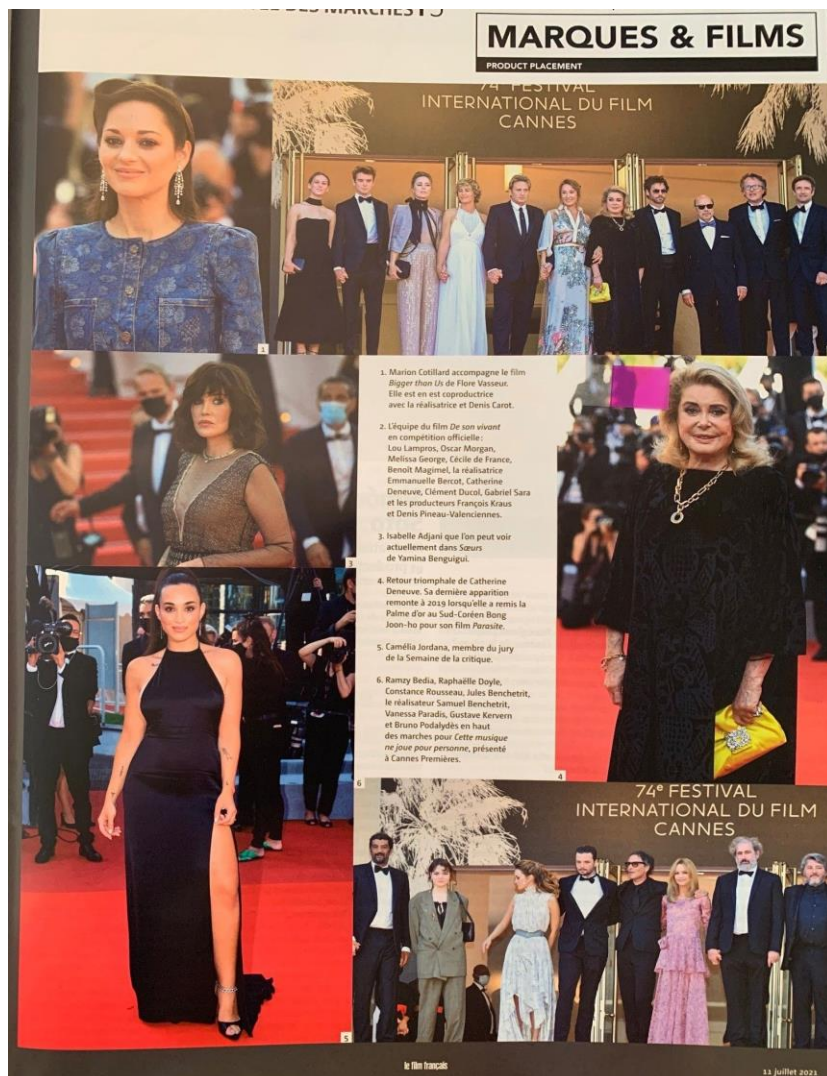 DES MARCHES
MARQUES & FILMS
PRODUCT PLACEMENT
74e FESTIVAL
INTERNATIONAL DU FILM
CANNES
1
1. Marion Cotillard accompagne le film
Bigger than Us de Flore Vasseur.
Elle est en est coproductrice
avec la réalisatrice et Denis Carot.
2. L'équipe du film De son vivant
en compétition officielle :
Lou Lampros, Oscar Morgan,
Melissa George, Cécile de France,
Benoît Magimel, la réalisatrice
Emmanuelle Bercot, Catherine
Deneuve, Clément Ducol, Gabriel Sara
et les producteurs François Kraus
et Denis Pineau-Valenciennes.
3. Isabelle Adjani que l'on peut voir
actuellement dans Sœurs
de Yamina Benguigui.
4. Retour triomphale de Catherine
Deneuve. Sa dernière apparition
remonte à 2019 lorsqu'elle a remis la
Palme d'or au Sud-Coréen Bong
Joon-ho pour son film Parasite.
5. Camélia Jordana, membre du jury
de la Semaine de la critique.
6. Ramzy Bedia, Raphaëlle Doyle,
Constance Rousseau, Jules Benchetrit,
le réalisateur Samuel Benchetrit,
Vanessa Paradis, Gustave Kervern
et Bruno Podalydès en haut
des marches pour Cette musique
ne joue pour personne, présenté
à Cannes Premières.
3
4
6
74e FESTIVAL
INTERNATIONAL DU FILM
CANNES
5
le film français
11 juillet 2021